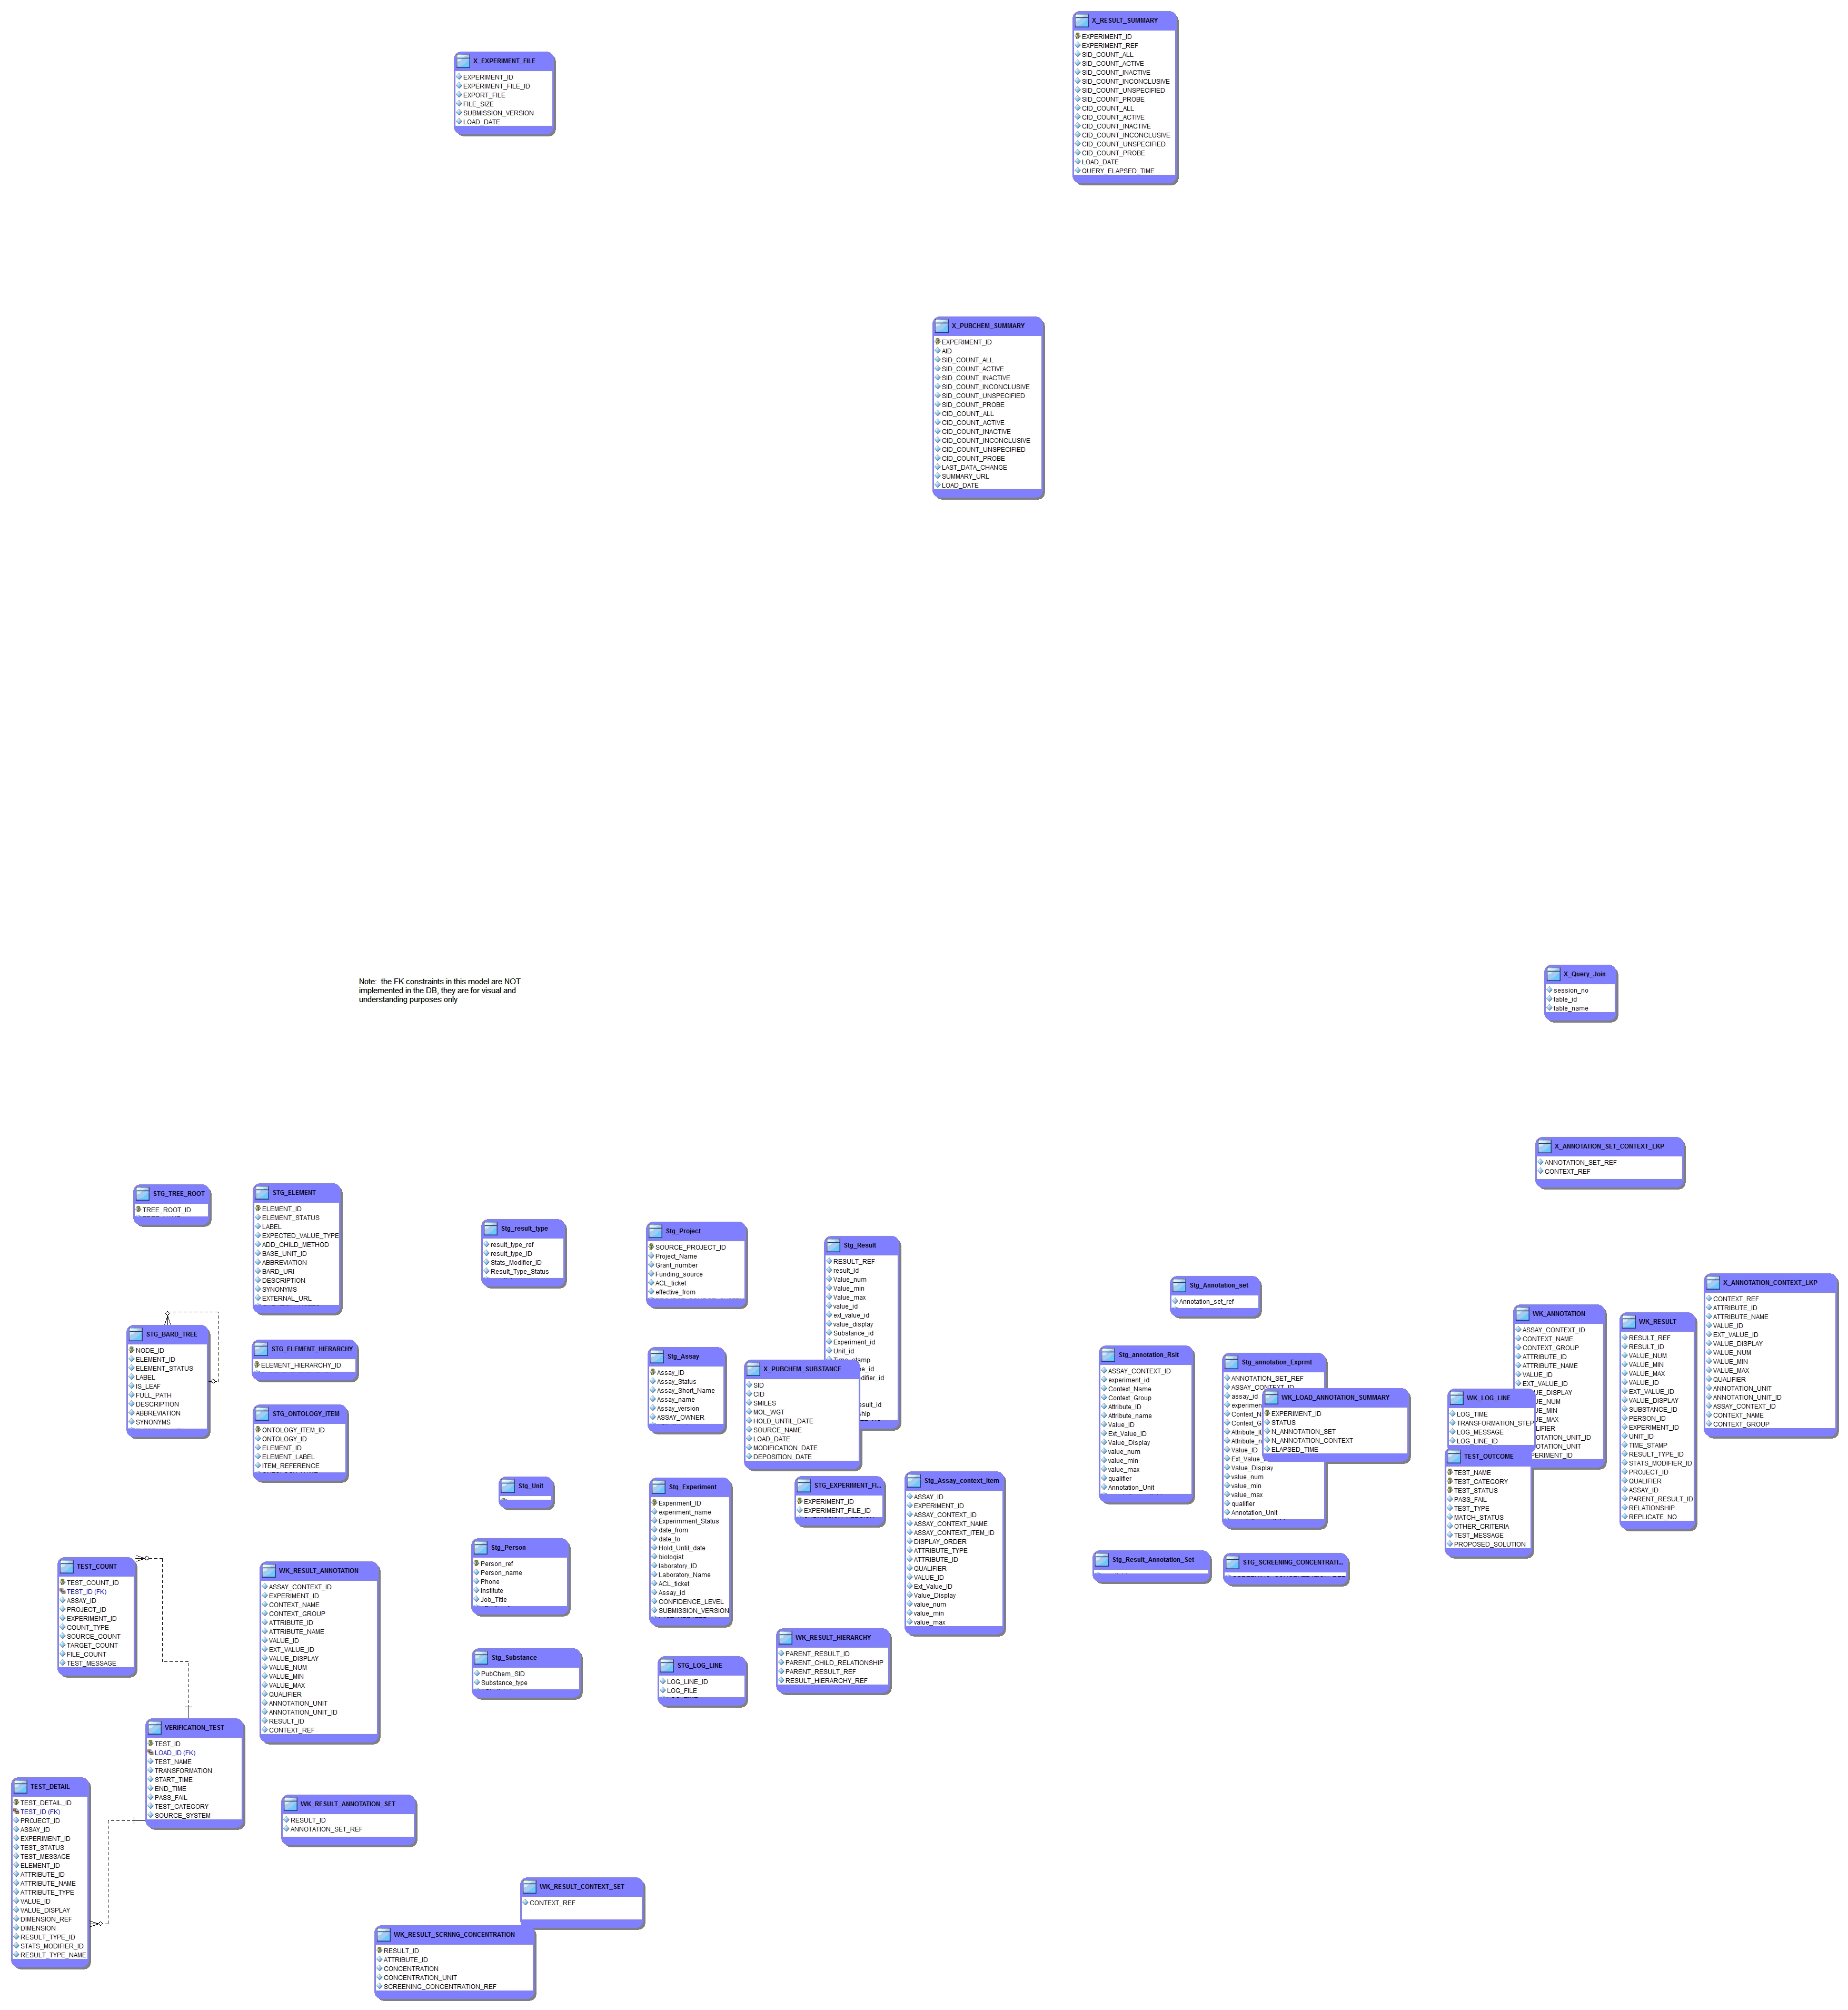 X_RESULT_SUMMARY
EXPERIMENT_ID
EXPERIMENT_REF
SID_COUNT_ALL
SID_COUNT_ACTIVE
SID_COUNT_INACTIVE
SID_COUNT_INCONCLUSIVE
SID_COUNT_UNSPECIFIED
SID_COUNT_PROBE
CID_COUNT_ALL
CID_COUNT_ACTIVE
CID_COUNT_INACTIVE
CID_COUNT_INCONCLUSIVE
CID_COUNT_UNSPECIFIED
CID_COUNT_PROBE
LOAD_DATE
QUERY_ELAPSED_TIME
X_EXPERIMENT_FILE
EXPERIMENT_ID
EXPERIMENT_FILE_ID
EXPORT_FILE
FILE_SIZE
SUBMISSION_VERSION
LOAD_DATE
X_PUBCHEM_SUMMARY
EXPERIMENT_ID
AID
SID_COUNT_ALL
SID_COUNT_ACTIVE
SID_COUNT_INACTIVE
SID_COUNT_INCONCLUSIVE
SID_COUNT_UNSPECIFIED
SID_COUNT_PROBE
CID_COUNT_ALL
CID_COUNT_ACTIVE
CID_COUNT_INACTIVE
CID_COUNT_INCONCLUSIVE
CID_COUNT_UNSPECIFIED
CID_COUNT_PROBE
LAST_DATA_CHANGE
SUMMARY_URL
LOAD_DATE
Note: the FK constraints in this model are NOT
implemented in the DB, they are for visual and
understanding purposes only
X_Query_Join
session_no
table_id
table_name
X_ANNOTATION_SET_CONTEXT_LKP
ANNOTATION_SET_REF
CONTEXT_REF
STG_TREE_ROOT
TREE_ROOT_ID
STG_ELEMENT
ELEMENT_ID
ELEMENT_STATUS
LABEL
EXPECTED_VALUE_TYPE
ADD_CHILD_METHOD
BASE_UNIT_ID
ABBREVIATION
BARD_URI
DESCRIPTION
SYNONYMS
EXTERNAL_URL
Stg_result_type
result_type_ref
result_type_ID
Stats_Modifier_ID
Result_Type_Status
Stg_Project
SOURCE_PROJECT_ID
Project_Name
Grant_number
Funding_source
ACL_ticket
effective_from
Stg_Result
RESULT_REF
result_id
Value_num
Value_min
Value_max
value_id
ext_value_id
value_display
Substance_id
Experiment_id
Unit_id
Stg_Annotation_set
Annotation_set_ref
X_ANNOTATION_CONTEXT_LKP
CONTEXT_REF
ATTRIBUTE_ID
ATTRIBUTE_NAME
VALUE_ID
EXT_VALUE_ID
VALUE_DISPLAY
VALUE_NUM
VALUE_MIN
VALUE_MAX
QUALIFIER
ANNOTATION_UNIT
ANNOTATION_UNIT_ID
ASSAY_CONTEXT_ID
CONTEXT_NAME
CONTEXT_GROUP
WK_ANNOTATION
ASSAY_CONTEXT_ID
CONTEXT_NAME
CONTEXT_GROUP
ATTRIBUTE_ID
ATTRIBUTE_NAME
VALUE_ID
EXT_VALUE_ID
WK_RESULT
RESULT_REF
RESULT_ID
VALUE_NUM
VALUE_MIN
VALUE_MAX
VALUE_ID
EXT_VALUE_ID
VALUE_DISPLAY
SUBSTANCE_ID
PERSON_ID
EXPERIMENT_ID
UNIT_ID
TIME_STAMP
RESULT_TYPE_ID
STATS_MODIFIER_ID
PROJECT_ID
QUALIFIER
ASSAY_ID
PARENT_RESULT_ID
RELATIONSHIP
REPLICATE_NO
STG_BARD_TREE
NODE_ID
ELEMENT_ID
ELEMENT_STATUS
LABEL
IS_LEAF
FULL_PATH
DESCRIPTION
ABBREVIATION
SYNONYMS
STG_ELEMENT_HIERARCHY
ELEMENT_HIERARCHY_ID
STG_ONTOLOGY_ITEM
ONTOLOGY_ITEM_ID
ONTOLOGY_ID
ELEMENT_ID
ELEMENT_LABEL
ITEM_REFERENCE
Stg_Assay
Assay_ID
Assay_Status
Assay_Short_Name
Assay_name
Assay_version
ASSAY_OWNER
X_PUBCHEM_SUBSTANCE
SID
CID
SMILES
MOL_WGT
HOLD_UNTIL_DATE
SOURCE_NAME
LOAD_DATE
MODIFICATION_DATE
DEPOSITION_DATE
Stg_annotation_Rslt
ASSAY_CONTEXT_ID
experiment_id
Context_Name
Context_Group
Attribute_ID
Attribute_name
Value_ID
Ext_Value_ID
Value_Display
value_num
value_min
value_max
qualifier
Annotation_Unit
Stg_annotation_Exprmt
ANNOTATION_SET_REF
ASSAY_CONTEXT_ID
assay_id
Value_ID
Value_Display
value_num
value_min
value_max
qualifier
Annotation_Unit
WK_LOAD_ANNOTATION_SUMMARY
EXPERIMENT_ID
STATUS
N_ANNOTATION_SET
N_ANNOTATION_CONTEXT
ELAPSED_TIME
WK_LOG_LINE
LOG_TIME
TRANSFORMATION_STEP
LOG_MESSAGE
LOG_LINE_ID
TEST_OUTCOME
TEST_NAME
TEST_CATEGORY
TEST_STATUS
PASS_FAIL
TEST_TYPE
MATCH_STATUS
OTHER_CRITERIA
TEST_MESSAGE
PROPOSED_SOLUTION
Stg_Unit
Stg_Experiment
Experiment_ID
experiment_name
Experimment_Status
date_from
date_to
Hold_Until_date
biologist
laboratory_ID
Laboratory_Name
ACL_ticket
Assay_id
CONFIDENCE_LEVEL
SUBMISSION_VERSION
STG_EXPERIMENT_FI...
EXPERIMENT_ID
EXPERIMENT_FILE_ID
Stg_Assay_context_Item
ASSAY_ID
EXPERIMENT_ID
ASSAY_CONTEXT_ID
ASSAY_CONTEXT_NAME
ASSAY_CONTEXT_ITEM_ID
DISPLAY_ORDER
ATTRIBUTE_TYPE
ATTRIBUTE_ID
QUALIFIER
VALUE_ID
Ext_Value_ID
Value_Display
value_num
value_min
value_max
Stg_Person
Person_ref
Person_name
Phone
Institute
Job_Title
Stg_Result_Annotation_Set
STG_SCREENING_CONCENTRATI...
TEST_COUNT
TEST_COUNT_ID
TEST_ID (FK)
ASSAY_ID
PROJECT_ID
EXPERIMENT_ID
COUNT_TYPE
SOURCE_COUNT
TARGET_COUNT
FILE_COUNT
TEST_MESSAGE
WK_RESULT_ANNOTATION
ASSAY_CONTEXT_ID
EXPERIMENT_ID
CONTEXT_NAME
CONTEXT_GROUP
ATTRIBUTE_ID
ATTRIBUTE_NAME
VALUE_ID
EXT_VALUE_ID
VALUE_DISPLAY
VALUE_NUM
VALUE_MIN
VALUE_MAX
QUALIFIER
ANNOTATION_UNIT
ANNOTATION_UNIT_ID
RESULT_ID
CONTEXT_REF
Stg_Substance
PubChem_SID
Substance_type
STG_LOG_LINE
LOG_LINE_ID
LOG_FILE
WK_RESULT_HIERARCHY
PARENT_RESULT_ID
PARENT_CHILD_RELATIONSHIP
PARENT_RESULT_REF
RESULT_HIERARCHY_REF
VERIFICATION_TEST
TEST_ID
LOAD_ID (FK)
TEST_NAME
TRANSFORMATION
START_TIME
END_TIME
PASS_FAIL
TEST_CATEGORY
SOURCE_SYSTEM
TEST_DETAIL
TEST_DETAIL_ID
TEST_ID (FK)
PROJECT_ID
ASSAY_ID
EXPERIMENT_ID
TEST_STATUS
TEST_MESSAGE
ELEMENT_ID
ATTRIBUTE_ID
ATTRIBUTE_NAME
ATTRIBUTE_TYPE
VALUE_ID
VALUE_DISPLAY
DIMENSION_REF
DIMENSION
RESULT_TYPE_ID
STATS_MODIFIER_ID
RESULT_TYPE_NAME
WK_RESULT_ANNOTATION_SET
RESULT_ID
ANNOTATION_SET_REF
WK_RESULT_CONTEXT_SET
CONTEXT_REF
WK_RESULT_SCRNNG_CONCENTRATION
RESULT_ID
ATTRIBUTE_ID
CONCENTRATION
CONCENTRATION_UNIT
SCREENING_CONCENTRATION_REF